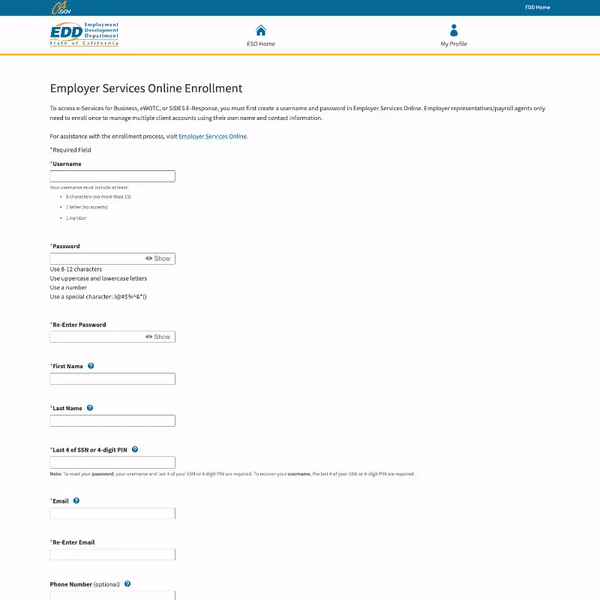 CA
.GOV
EDD Home
EDD
Employment
Development
Department
State of California
ESO Home
My Profile
Employer Services Online Enrollment
To access e-Services for Business, eWOTC, or SIDES E-Response, you must first create a username and password in Employer Services Online. Employer representatives/payroll agents only
need to enroll once to manage multiple client accounts using their own name and contact information.
For assistance with the enrollment process, visit Employer Services Online.
*Required Field
*Username
Your username must include at least:
• 8 characters (no more than 15)
• 1 letter (no accents)
• 1 number
*Password
Show
Use 8-12 characters
Use uppercase and lowercase letters
Use a number
Use a special character: !@#$%^&*()
*Re-Enter Password
Show
*First Name ?
*Last Name ?
*Last 4 of SSN or 4-digit PIN ?
Note: To reset your password, your username and last 4 of your SSN or 4-digit PIN are required. To recover your username, the last 4 of your SSN or 4-digit PIN are required.
*Email ?
*Re-Enter Email
Phone Number (optional) ?